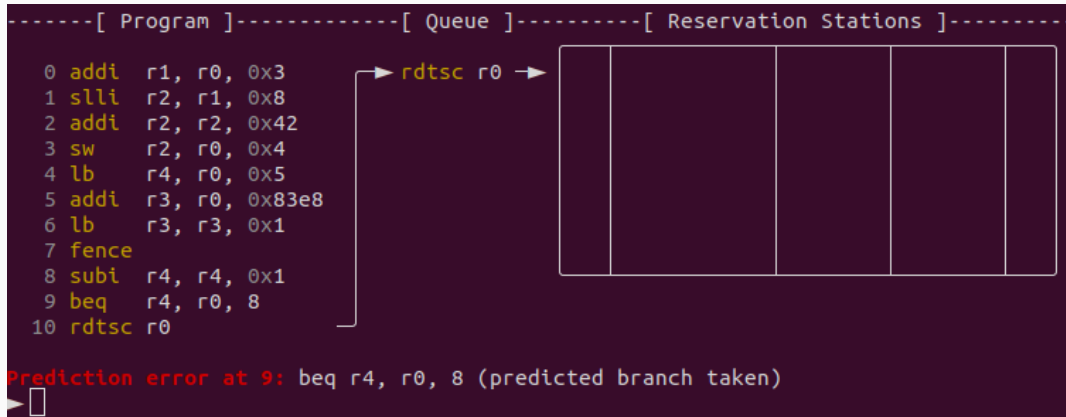 -------[ Program ]-------------[ Queue ]----------[ Reservation Stations ]----------
0 addi r1, r0, 0x3 rdtsc r0
1 slli r2, r1, 0x8
2 addi r2, r2, 0x42
3 sw r2, r0, 0x4
4 lb r4, r0, 0x5
5 addi r3, r0, 0x83e8
6 lb r3, r3, 0x1
7 fence
8 subi r4, r4, 0x1
9 beq r4, r0, 8
10 rdtsc r0
Prediction error at 9: beq r4, r0, 8 (predicted branch taken)